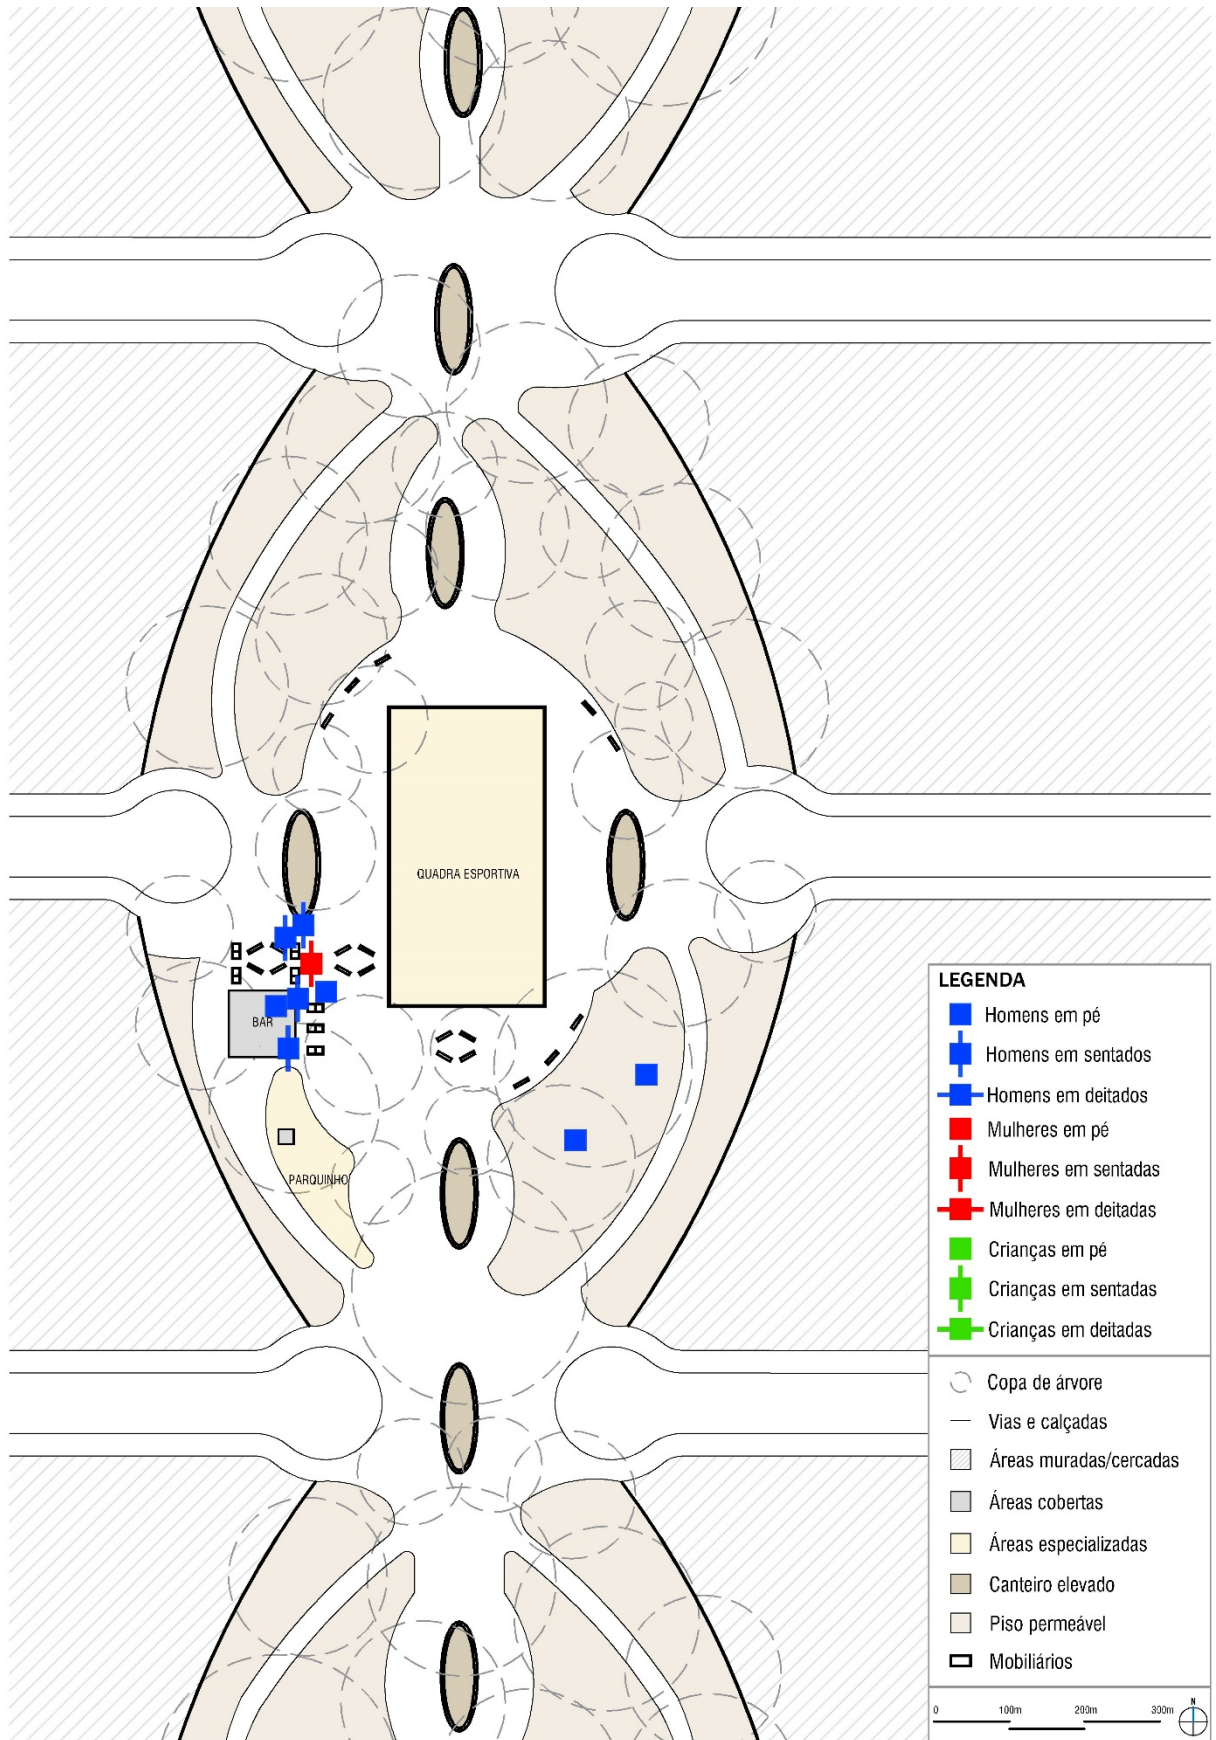 QUADRA ESPORTIVA
BAR
PARQUINHO
LEGENDA
Homens em pé
Homens em sentados
Homens em deitados
Mulheres em pé
Mulheres em sentadas
Mulheres em deitadas
Crianças em pé
Crianças em sentadas
Crianças em deitadas
Copa de árvore
Vias e calçadas
Áreas muradas/cercadas
Áreas cobertas
Áreas especializadas
Canteiro elevado
Piso permeável
Mobiliários
0 100m 200m 300m N